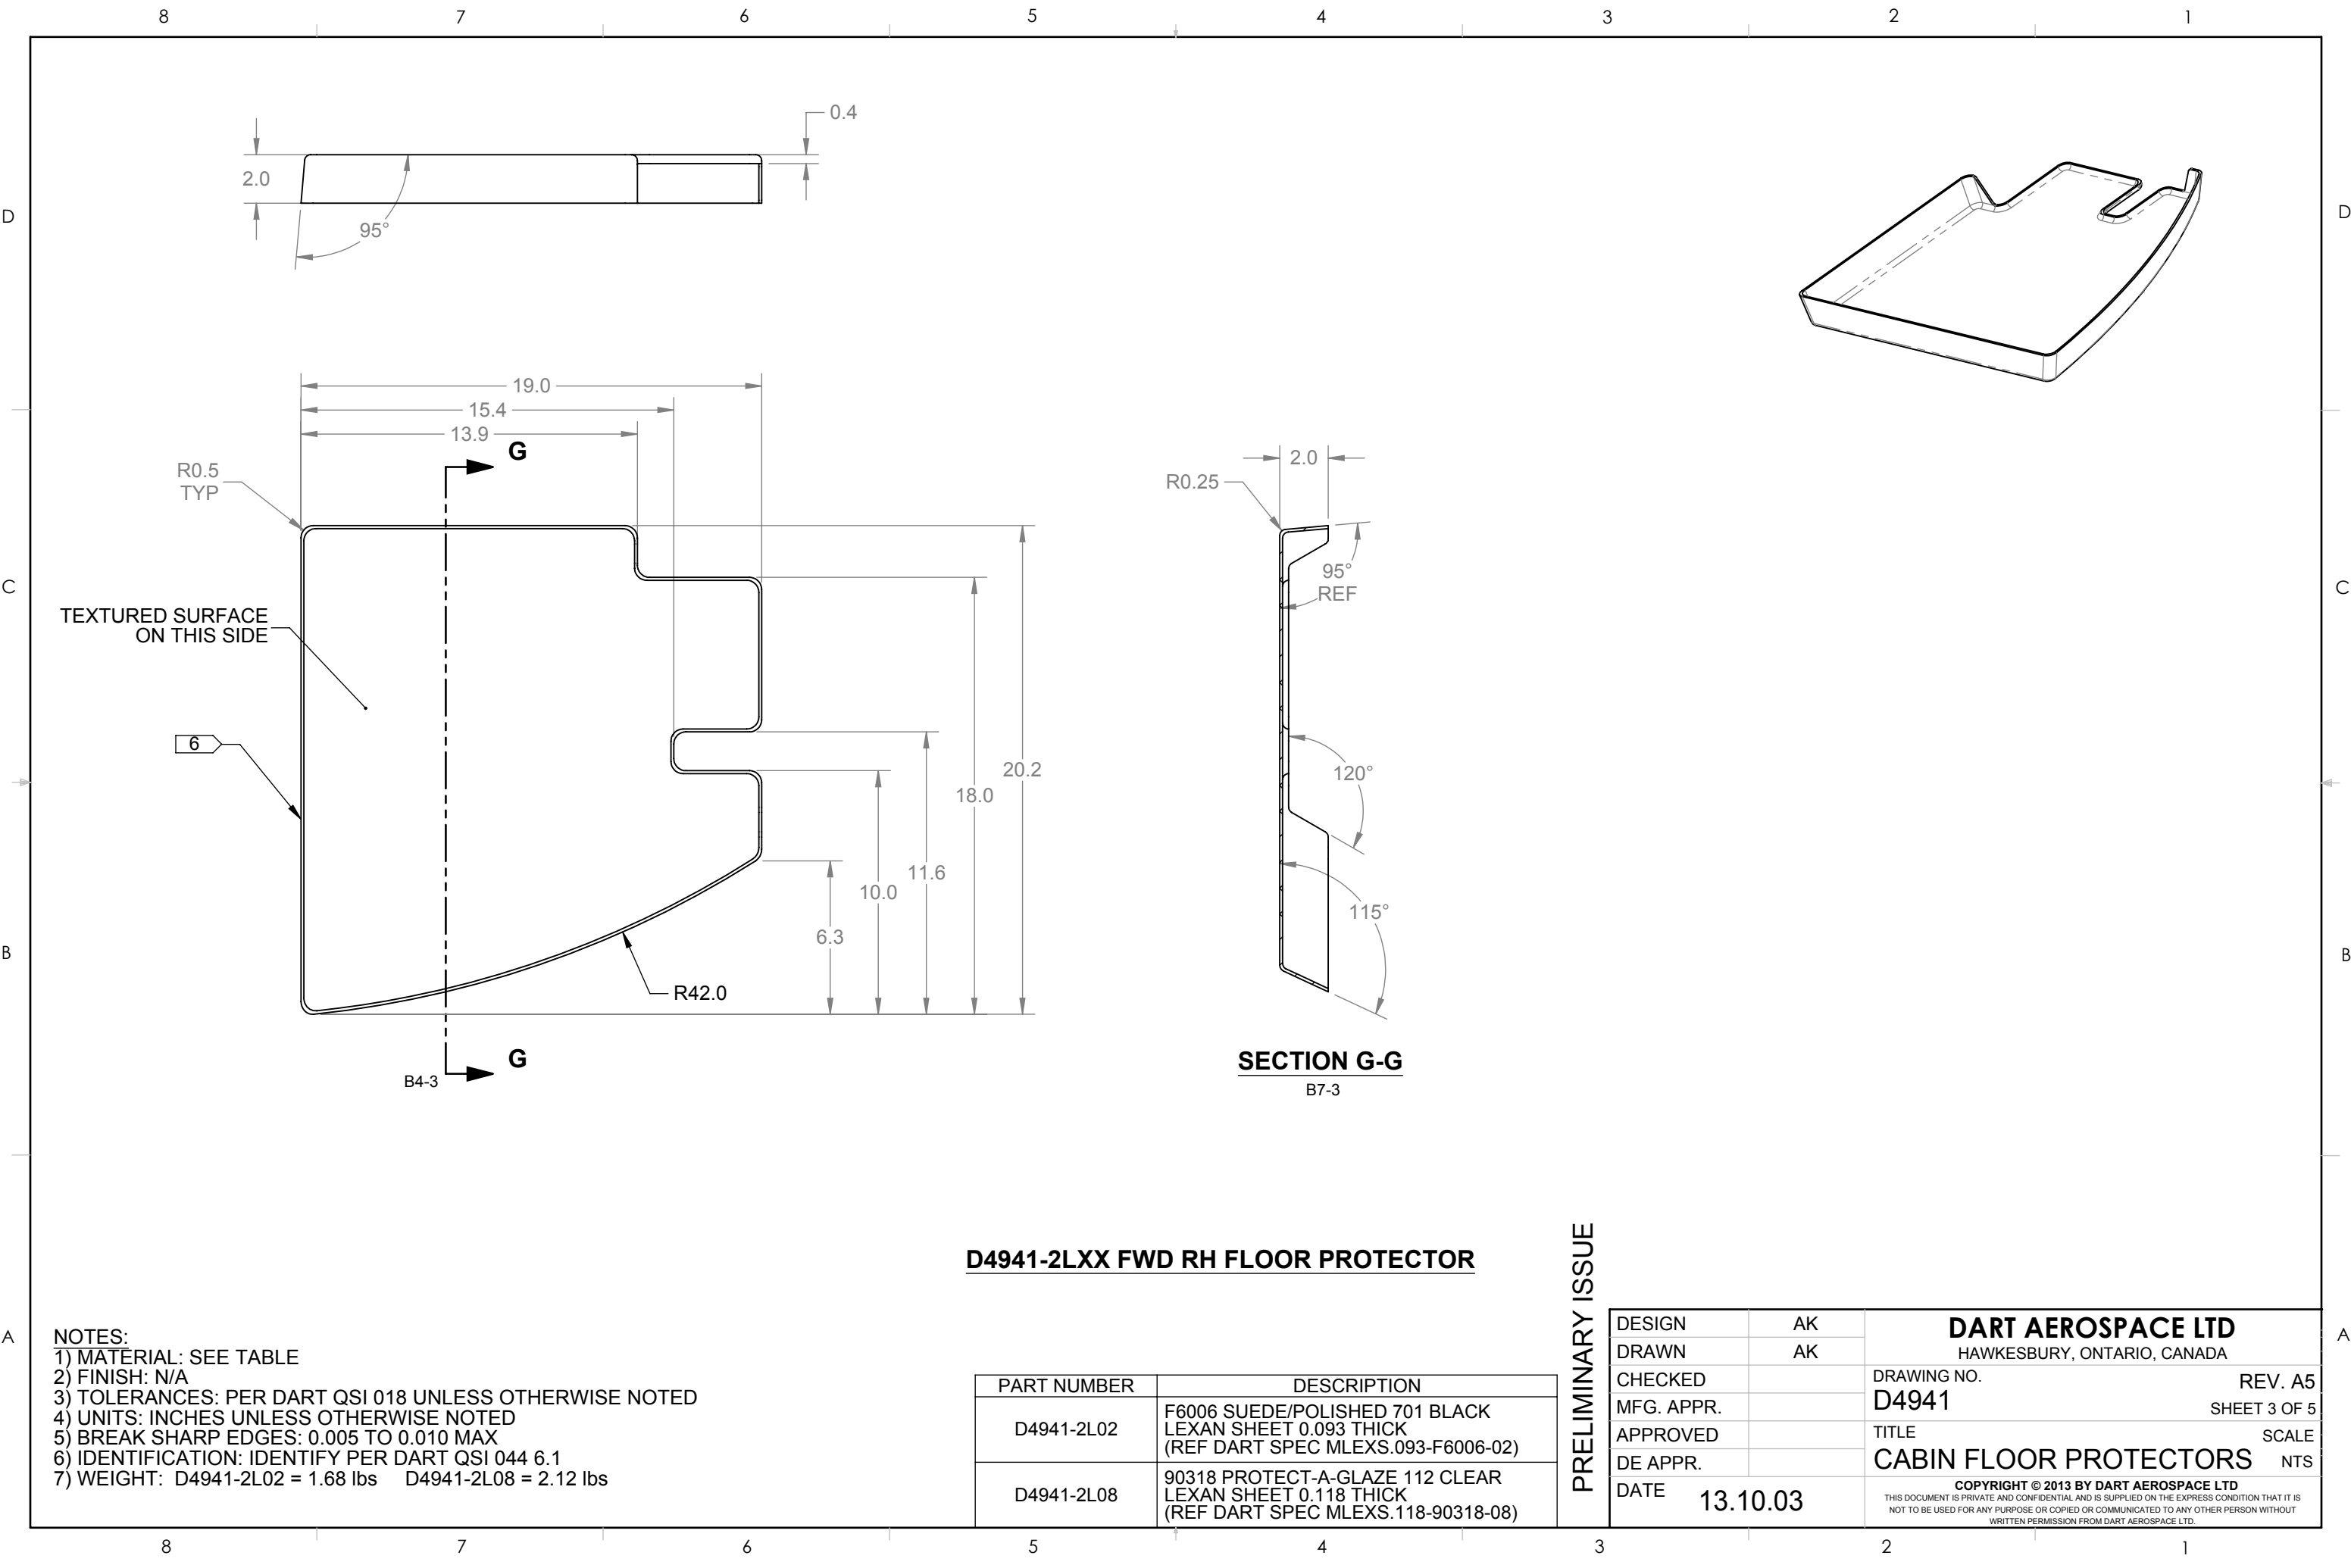 8 7 6 5 4 3 2 1
D
D
C
C
B
B
A
A
0.4
2.0
95°
19.0
15.4
13.9
G
R0.5
TYP
TEXTURED SURFACE
ON THIS SIDE
6
20.2
18.0
11.6
10.0
6.3
R42.0
G
B4-3
2.0
R0.25
95°
REF
120°
115°
SECTION G-G
B7-3
D4941-2LXX FWD RH FLOOR PROTECTOR
NOTES:
1) MATERIAL: SEE TABLE
2) FINISH: N/A
3) TOLERANCES: PER DART QSI 018 UNLESS OTHERWISE NOTED
4) UNITS: INCHES UNLESS OTHERWISE NOTED
5) BREAK SHARP EDGES: 0.005 TO 0.010 MAX
6) IDENTIFICATION: IDENTIFY PER DART QSI 044 6.1
7) WEIGHT: D4941-2L02 = 1.68 lbs D4941-2L08 = 2.12 lbs
PART NUMBER DESCRIPTION
D4941-2L02
F6006 SUEDE/POLISHED 701 BLACK
LEXAN SHEET 0.093 THICK
(REF DART SPEC MLEXS.093-F6006-02)
D4941-2L08
90318 PROTECT-A-GLAZE 112 CLEAR
LEXAN SHEET 0.118 THICK
(REF DART SPEC MLEXS.118-90318-08)
PRELIMINARY ISSUE
DESIGN AK
DRAWN AK
CHECKED
MFG. APPR.
APPROVED
DE APPR.
DATE 13.10.03
DART AEROSPACE LTD
HAWKESBURY, ONTARIO, CANADA
DRAWING NO. REV. A5
D4941 SHEET 3 OF 5
TITLE SCALE
CABIN FLOOR PROTECTORS NTS
COPYRIGHT © 2013 BY DART AEROSPACE LTD
THIS DOCUMENT IS PRIVATE AND CONFIDENTIAL AND IS SUPPLIED ON THE EXPRESS CONDITION THAT IT IS
NOT TO BE USED FOR ANY PURPOSE OR COPIED OR COMMUNICATED TO ANY OTHER PERSON WITHOUT
WRITTEN PERMISSION FROM DART AEROSPACE LTD.
8 7 6 5 4 3 2 1